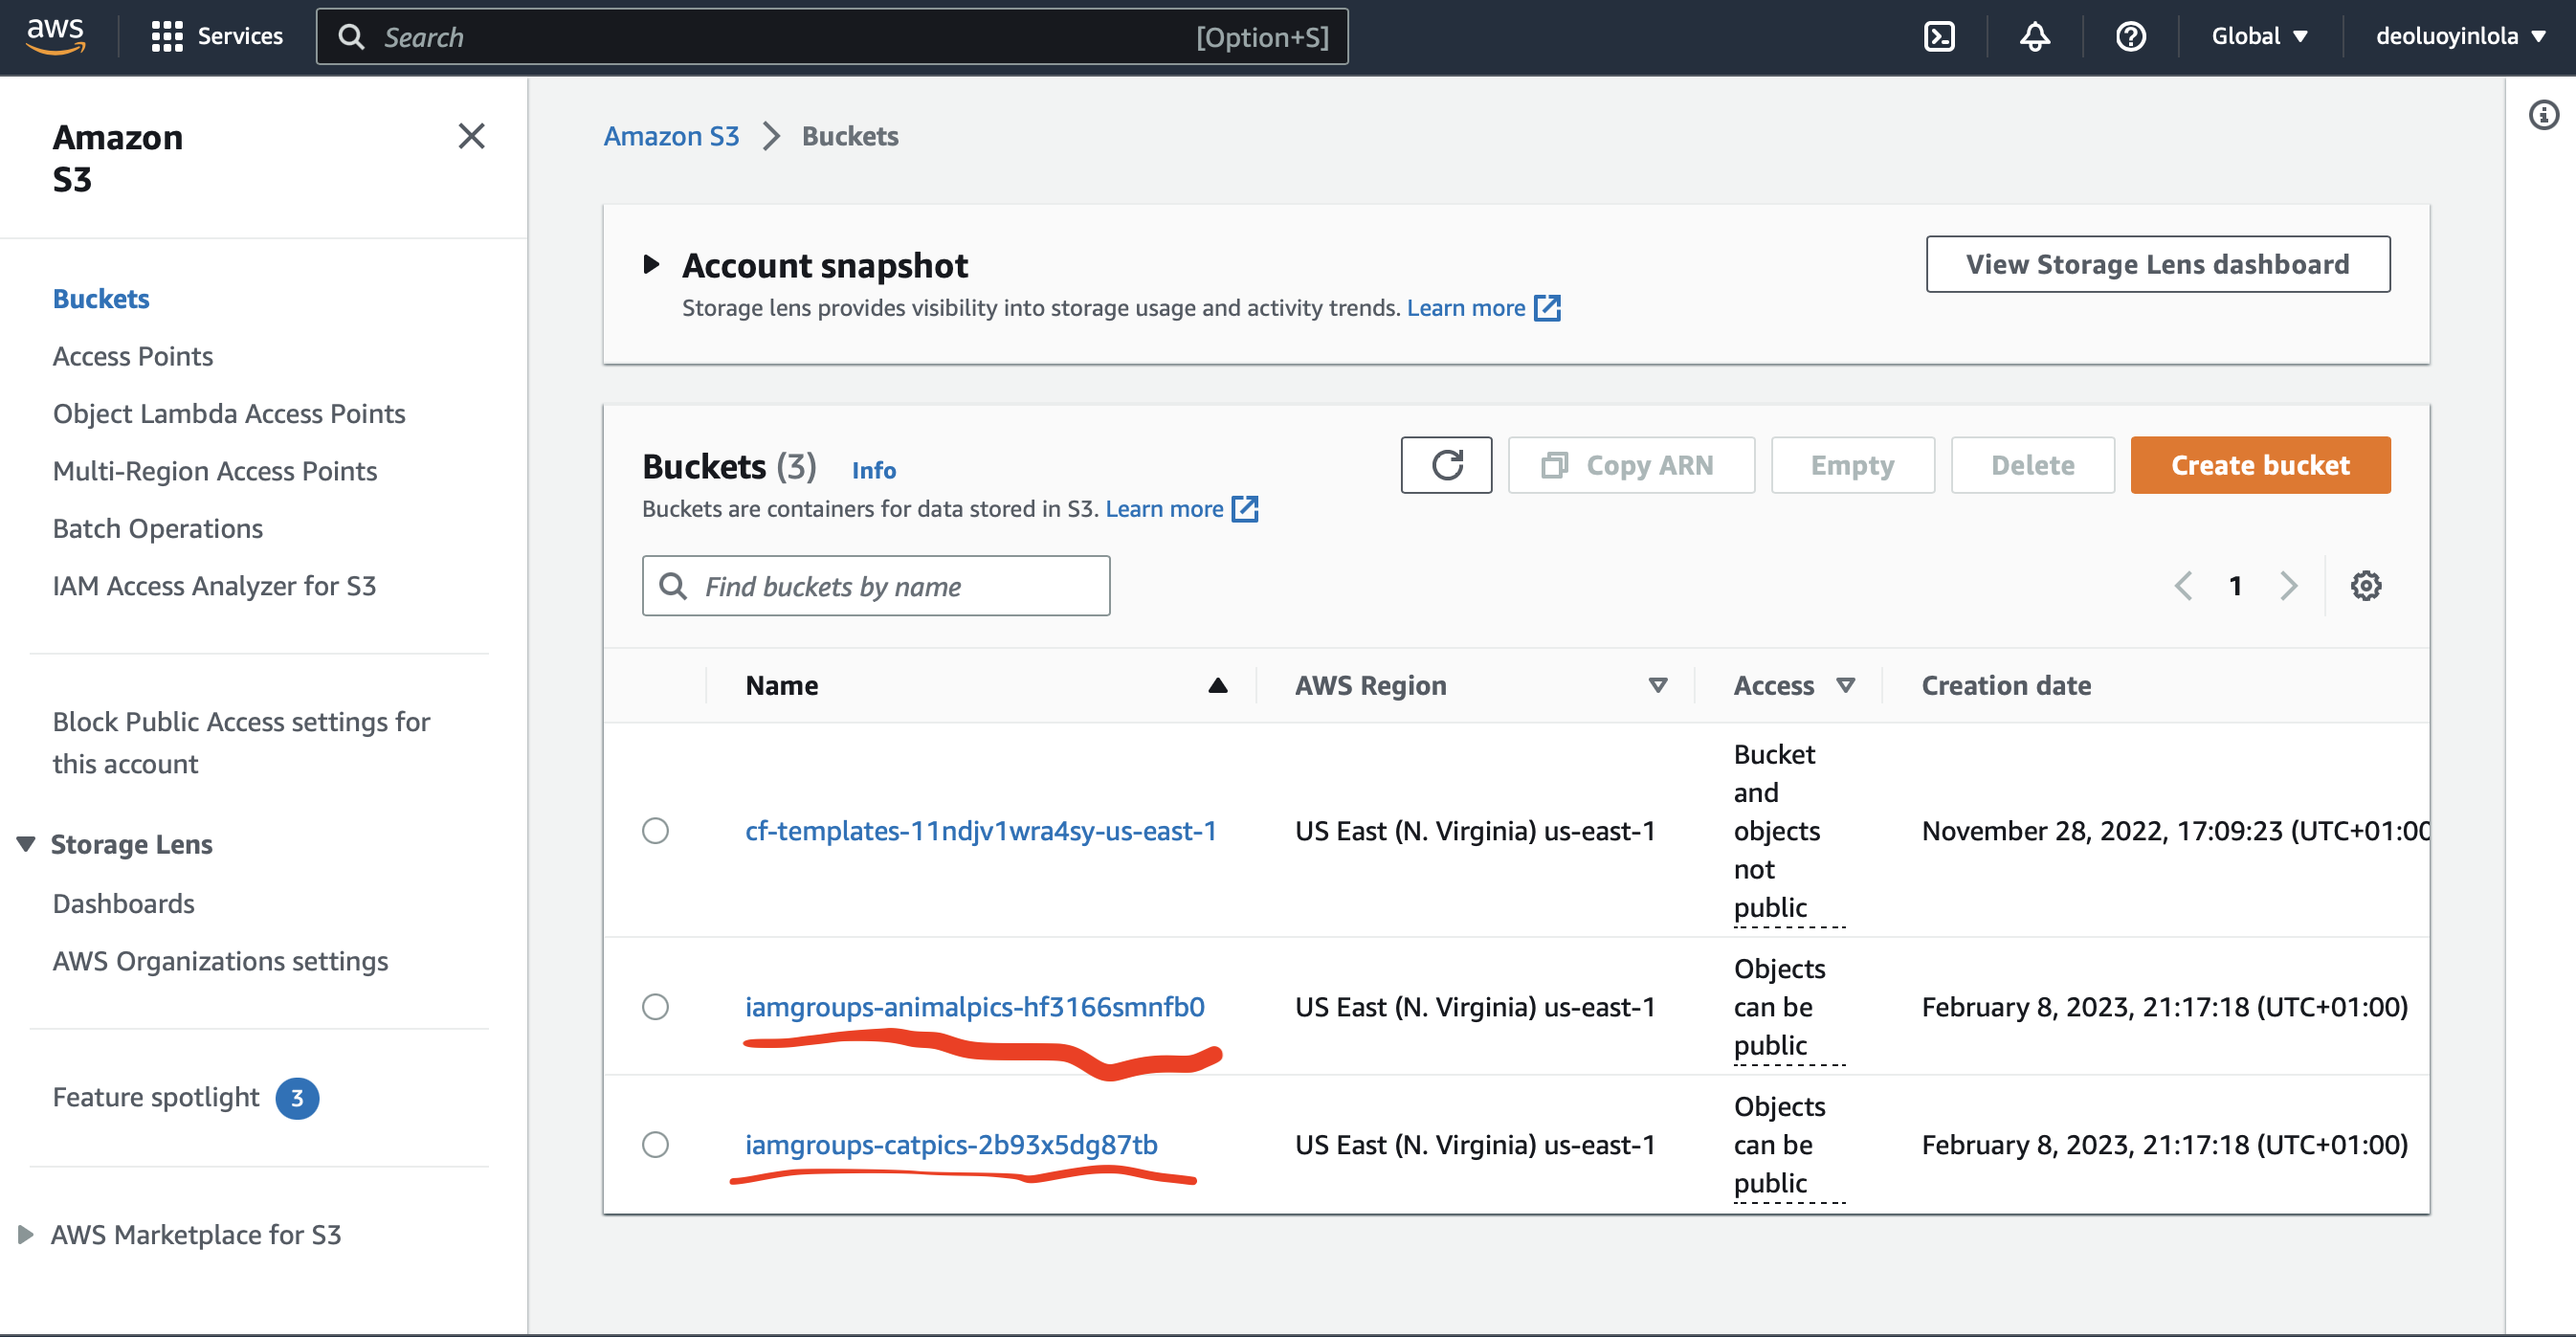 aws
Services
Search
[Option+S]
Global
deoluoyinlola
Amazon
S3
Buckets
Access Points
Object Lambda Access Points
Multi-Region Access Points
Batch Operations
IAM Access Analyzer for S3
Block Public Access settings for
this account
Storage Lens
Dashboards
AWS Organizations settings
Feature spotlight 3
AWS Marketplace for S3
Amazon S3 > Buckets
Account snapshot
Storage lens provides visibility into storage usage and activity trends. Learn more
View Storage Lens dashboard
Buckets (3) Info
Buckets are containers for data stored in S3. Learn more
Copy ARN
Empty
Delete
Create bucket
Find buckets by name
1
Name
AWS Region
Access
Creation date
cf-templates-11ndjv1wra4sy-us-east-1
US East (N. Virginia) us-east-1
Bucket
and
objects
not
public
November 28, 2022, 17:09:23 (UTC+01:00
iamgroups-animalpics-hf3166smnfb0
US East (N. Virginia) us-east-1
Objects
can be
public
February 8, 2023, 21:17:18 (UTC+01:00)
iamgroups-catpics-2b93x5dg87tb
US East (N. Virginia) us-east-1
Objects
can be
public
February 8, 2023, 21:17:18 (UTC+01:00)